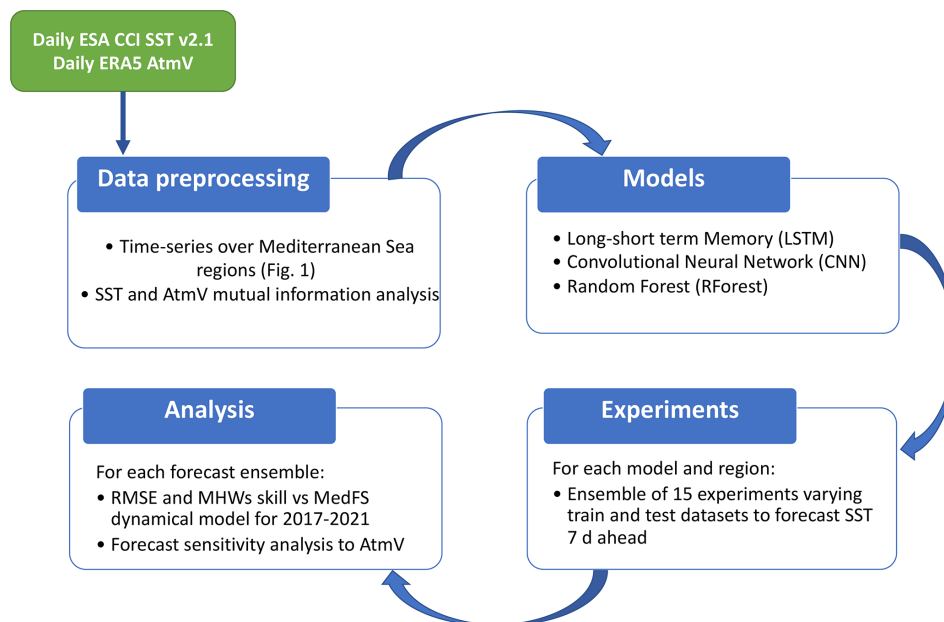 Daily ESA CCI SST v2.1
Daily ERA5 AtmV
Data preprocessing
• Time-series over Mediterranean Sea
regions (Fig. 1)
• SST and AtmV mutual information analysis
Models
• Long-short term Memory (LSTM)
• Convolutional Neural Network (CNN)
• Random Forest (RForest)
Experiments
For each model and region:
• Ensemble of 15 experiments varying
train and test datasets to forecast SST
7 d ahead
Analysis
For each forecast ensemble:
• RMSE and MHWs skill vs MedFS
dynamical model for 2017-2021
• Forecast sensitivity analysis to AtmV